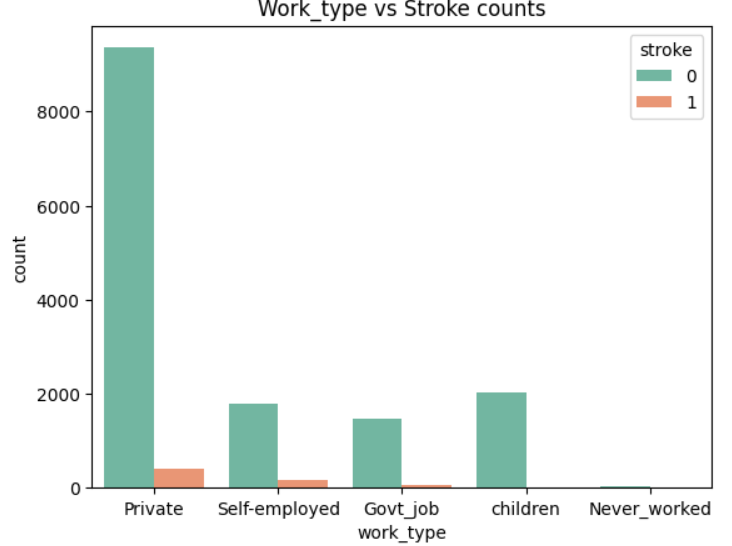 Work_type vs Stroke counts
stroke
0
1
8000
6000
4000
2000
0
count
Private Self-employed Govt_job children Never_worked
work_type